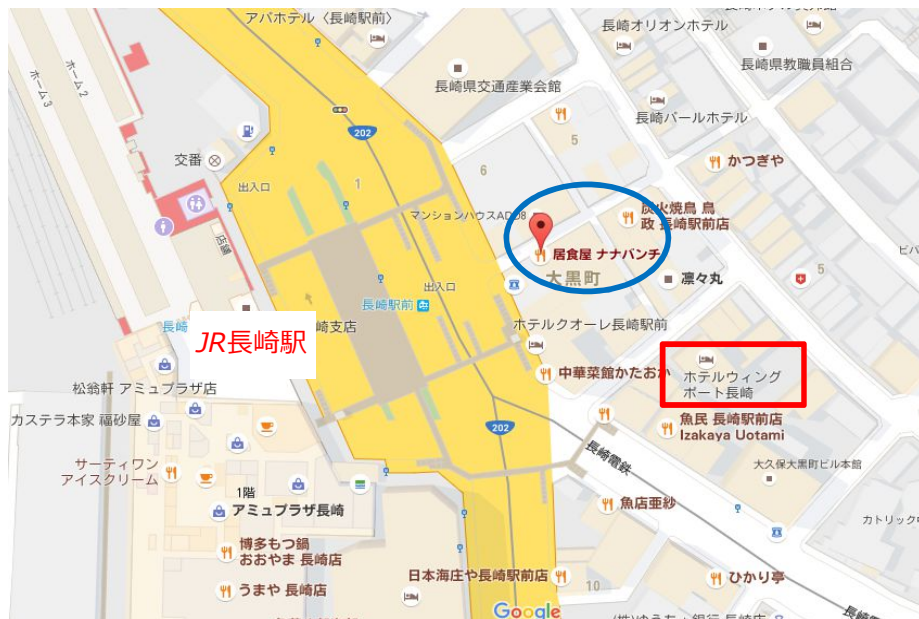 アパホテル〈長崎駅前〉
長崎オリオンホテル
長崎県教職員組合
長崎県交通産業会館
長崎パールホテル
ホーム3
ホーム2
202
交番
かつぎや
5
6
出入口
1
マンションハウスAD08
炭火焼鳥 鳥
政 長崎駅前店
居食屋 ナナバンチ
大黒町
凛々丸
5
出入口
長崎駅前
店舗
長崎
崎支店
JR長崎駅
ホテルクオーレ長崎駅前
中華菜館かたおか
ホテルウィング
ポート長崎
松翁軒 アミュプラザ店
カステラ本家 福砂屋
202
魚民 長崎駅前店
Izakaya Uotami
長崎電鉄
大久保大黒町ビル本館
サーティワン
アイスクリーム
1階
アミュプラザ長崎
魚店亜紗
カトリック
博多もつ鍋
おおやま 長崎店
うまや 長崎店
日本海庄や長崎駅前店
10
ひかり亭
Google